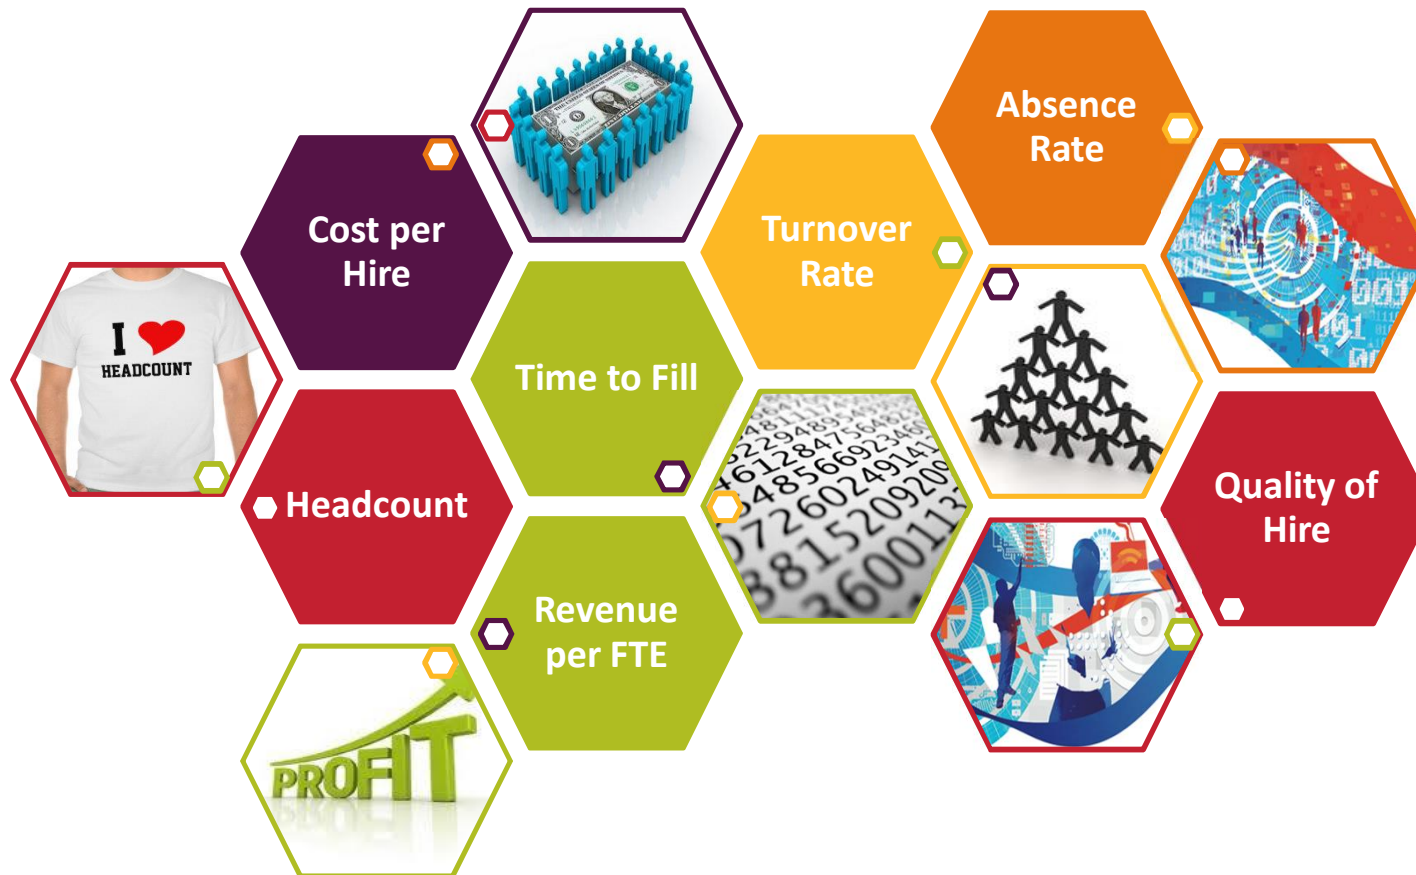 Absence
Rate
Cost per
Hire
Turnover
Rate
I
HEADCOUNT
Time to Fill
Headcount
Quality of
Hire
Revenue
per FTE
PROFIT